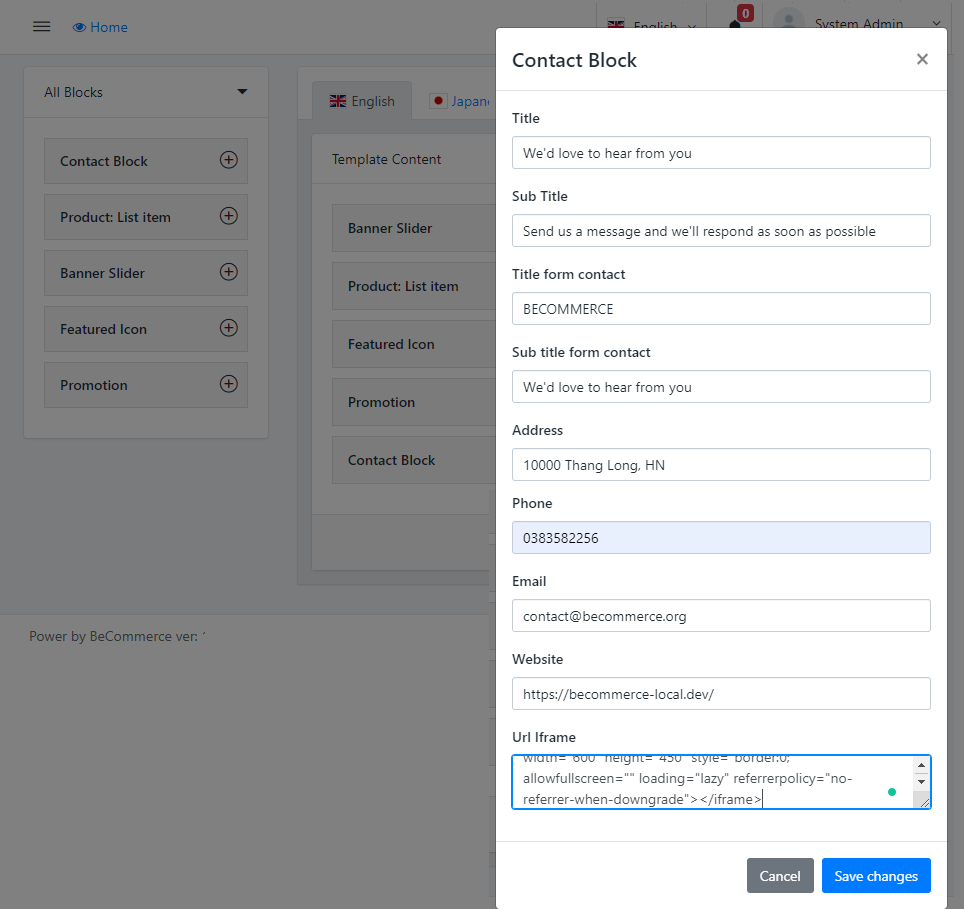 Home
English
0
System Admin
All Blocks
Contact Block
Product: List item
Banner Slider
Featured Icon
Promotion
English
Template Content
Banner Slider
Product: List item
Featured Icon
Promotion
Contact Block
Power by BeCommerce ver:
Contact Block
×
Title
We'd love to hear from you
Sub Title
Send us a message and we'll respond as soon as possible
Title form contact
BECOMMERCE
Sub title form contact
We'd love to hear from you
Address
10000 Thang Long, HN
Phone
0383582256
Email
contact@becommerce.org
Website
https://becommerce-local.dev/
Url Iframe
width="600" height="450" style="border:0;
allowfullscreen="" loading="lazy" referrerpolicy="no-
referrer-when-downgrade"></iframe>
Cancel
Save changes